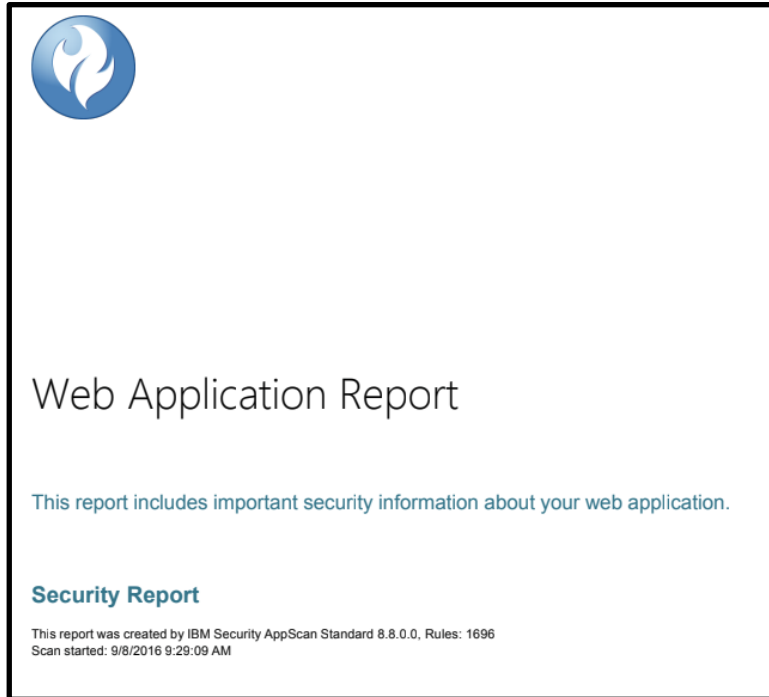 Web Application Report
This report includes important security information about your web application.
Security Report
This report was created by IBM Security AppScan Standard 8.8.0.0, Rules: 1696
Scan started: 9/8/2016 9:29:09 AM